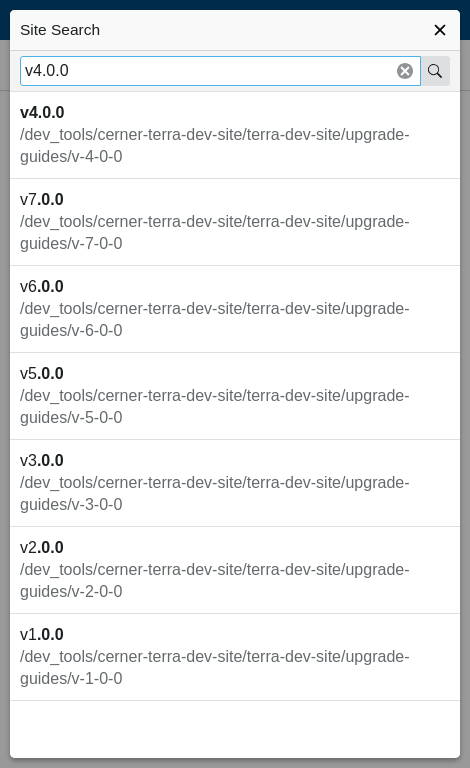 Site Search
v4.0.0
v4.0.0
/dev_tools/cerner-terra-dev-site/terra-dev-site/upgrade-
guides/v-4-0-0
v7.0.0
/dev_tools/cerner-terra-dev-site/terra-dev-site/upgrade-
guides/v-7-0-0
v6.0.0
/dev_tools/cerner-terra-dev-site/terra-dev-site/upgrade-
guides/v-6-0-0
v5.0.0
/dev_tools/cerner-terra-dev-site/terra-dev-site/upgrade-
guides/v-5-0-0
v3.0.0
/dev_tools/cerner-terra-dev-site/terra-dev-site/upgrade-
guides/v-3-0-0
v2.0.0
/dev_tools/cerner-terra-dev-site/terra-dev-site/upgrade-
guides/v-2-0-0
v1.0.0
/dev_tools/cerner-terra-dev-site/terra-dev-site/upgrade-
guides/v-1-0-0